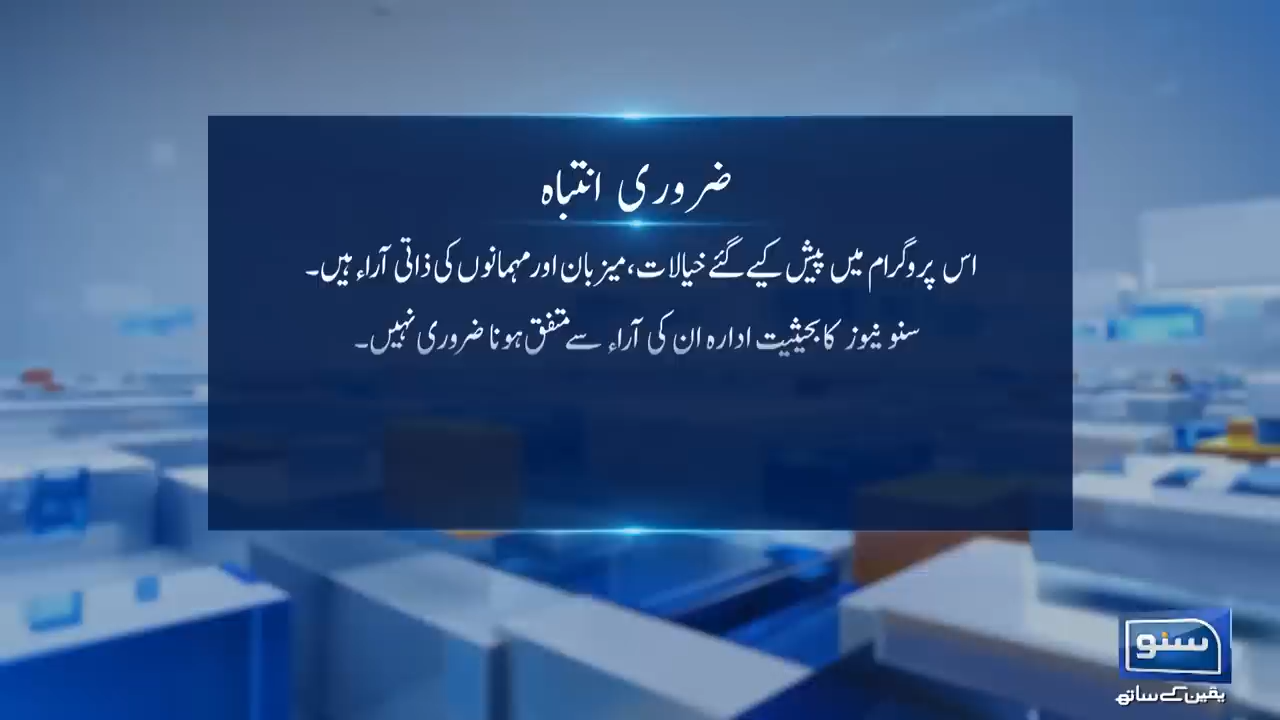 ضروری انتباہ
اس پروگرام میں پیش کیے گئے خیالات، میزبان اور مہمانوں کی ذاتی آراء ہیں۔
سنو نیوز کا بحیثیت ادارہ ان کی آراء سے متفق ہونا ضروری نہیں۔
سنو
یقین کے ساتھ